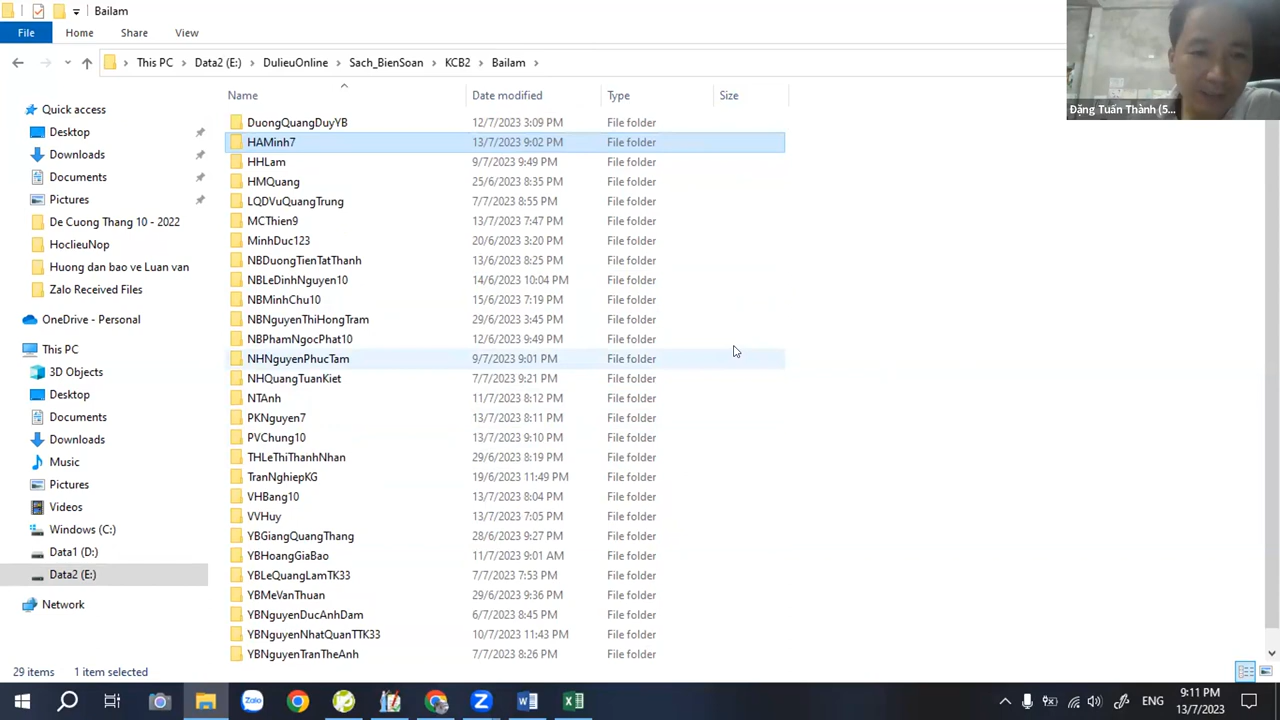 Bailam
File Home Share View
This PC Data2 (E:) DulieuOnline Sach_BienSoan KCB2 Bailam
Đặng Tuấn Thành (5...
Name Date modified Type Size
Quick access
Desktop
Downloads
Documents
Pictures
De Cuong Thang 10 - 2022
HoclieuNop
Huong dan bao ve Luan van
Zalo Received Files
OneDrive - Personal
This PC
3D Objects
Desktop
Documents
Downloads
Music
Pictures
Videos
Windows (C:)
Data1 (D:)
Data2 (E:)
Network
DuongQuangDuyYB 12/7/2023 3:09 PM File folder
HAMinh7 13/7/2023 9:02 PM File folder
HHLam 9/7/2023 9:49 PM File folder
HMQuang 25/6/2023 8:35 PM File folder
LQDVuQuangTrung 7/7/2023 8:55 PM File folder
MCThien9 13/7/2023 7:47 PM File folder
MinhDuc123 20/6/2023 3:20 PM File folder
NBDuongTienTatThanh 13/6/2023 8:25 PM File folder
NBLeDinhNguyen10 14/6/2023 10:04 PM File folder
NBMinhChu10 15/6/2023 7:19 PM File folder
NBNguyenThiHongTram 29/6/2023 3:45 PM File folder
NBPhamNgocPhat10 12/6/2023 9:49 PM File folder
NHNguyenPhucTam 9/7/2023 9:01 PM File folder
NHQuangTuanKiet 7/7/2023 9:21 PM File folder
NTAnh 11/7/2023 8:12 PM File folder
PKNguyen7 13/7/2023 8:11 PM File folder
PVChung10 13/7/2023 9:10 PM File folder
THLeThiThanhNhan 29/6/2023 8:19 PM File folder
TranNghiepKG 19/6/2023 11:49 PM File folder
VHBang10 13/7/2023 8:04 PM File folder
VVHuy 13/7/2023 7:05 PM File folder
YBGiangQuangThang 28/6/2023 9:27 PM File folder
YBHoangGiaBao 11/7/2023 9:01 AM File folder
YBLeQuangLamTK33 7/7/2023 7:53 PM File folder
YBMeVanThuan 29/6/2023 9:36 PM File folder
YBNguyenDucAnhDam 6/7/2023 8:45 PM File folder
YBNguyenNhatQuanTTK33 10/7/2023 11:43 PM File folder
YBNguyenTranTheAnh 7/7/2023 8:26 PM File folder
29 items 1 item selected
Zalo
ENG
9:11 PM
13/7/2023